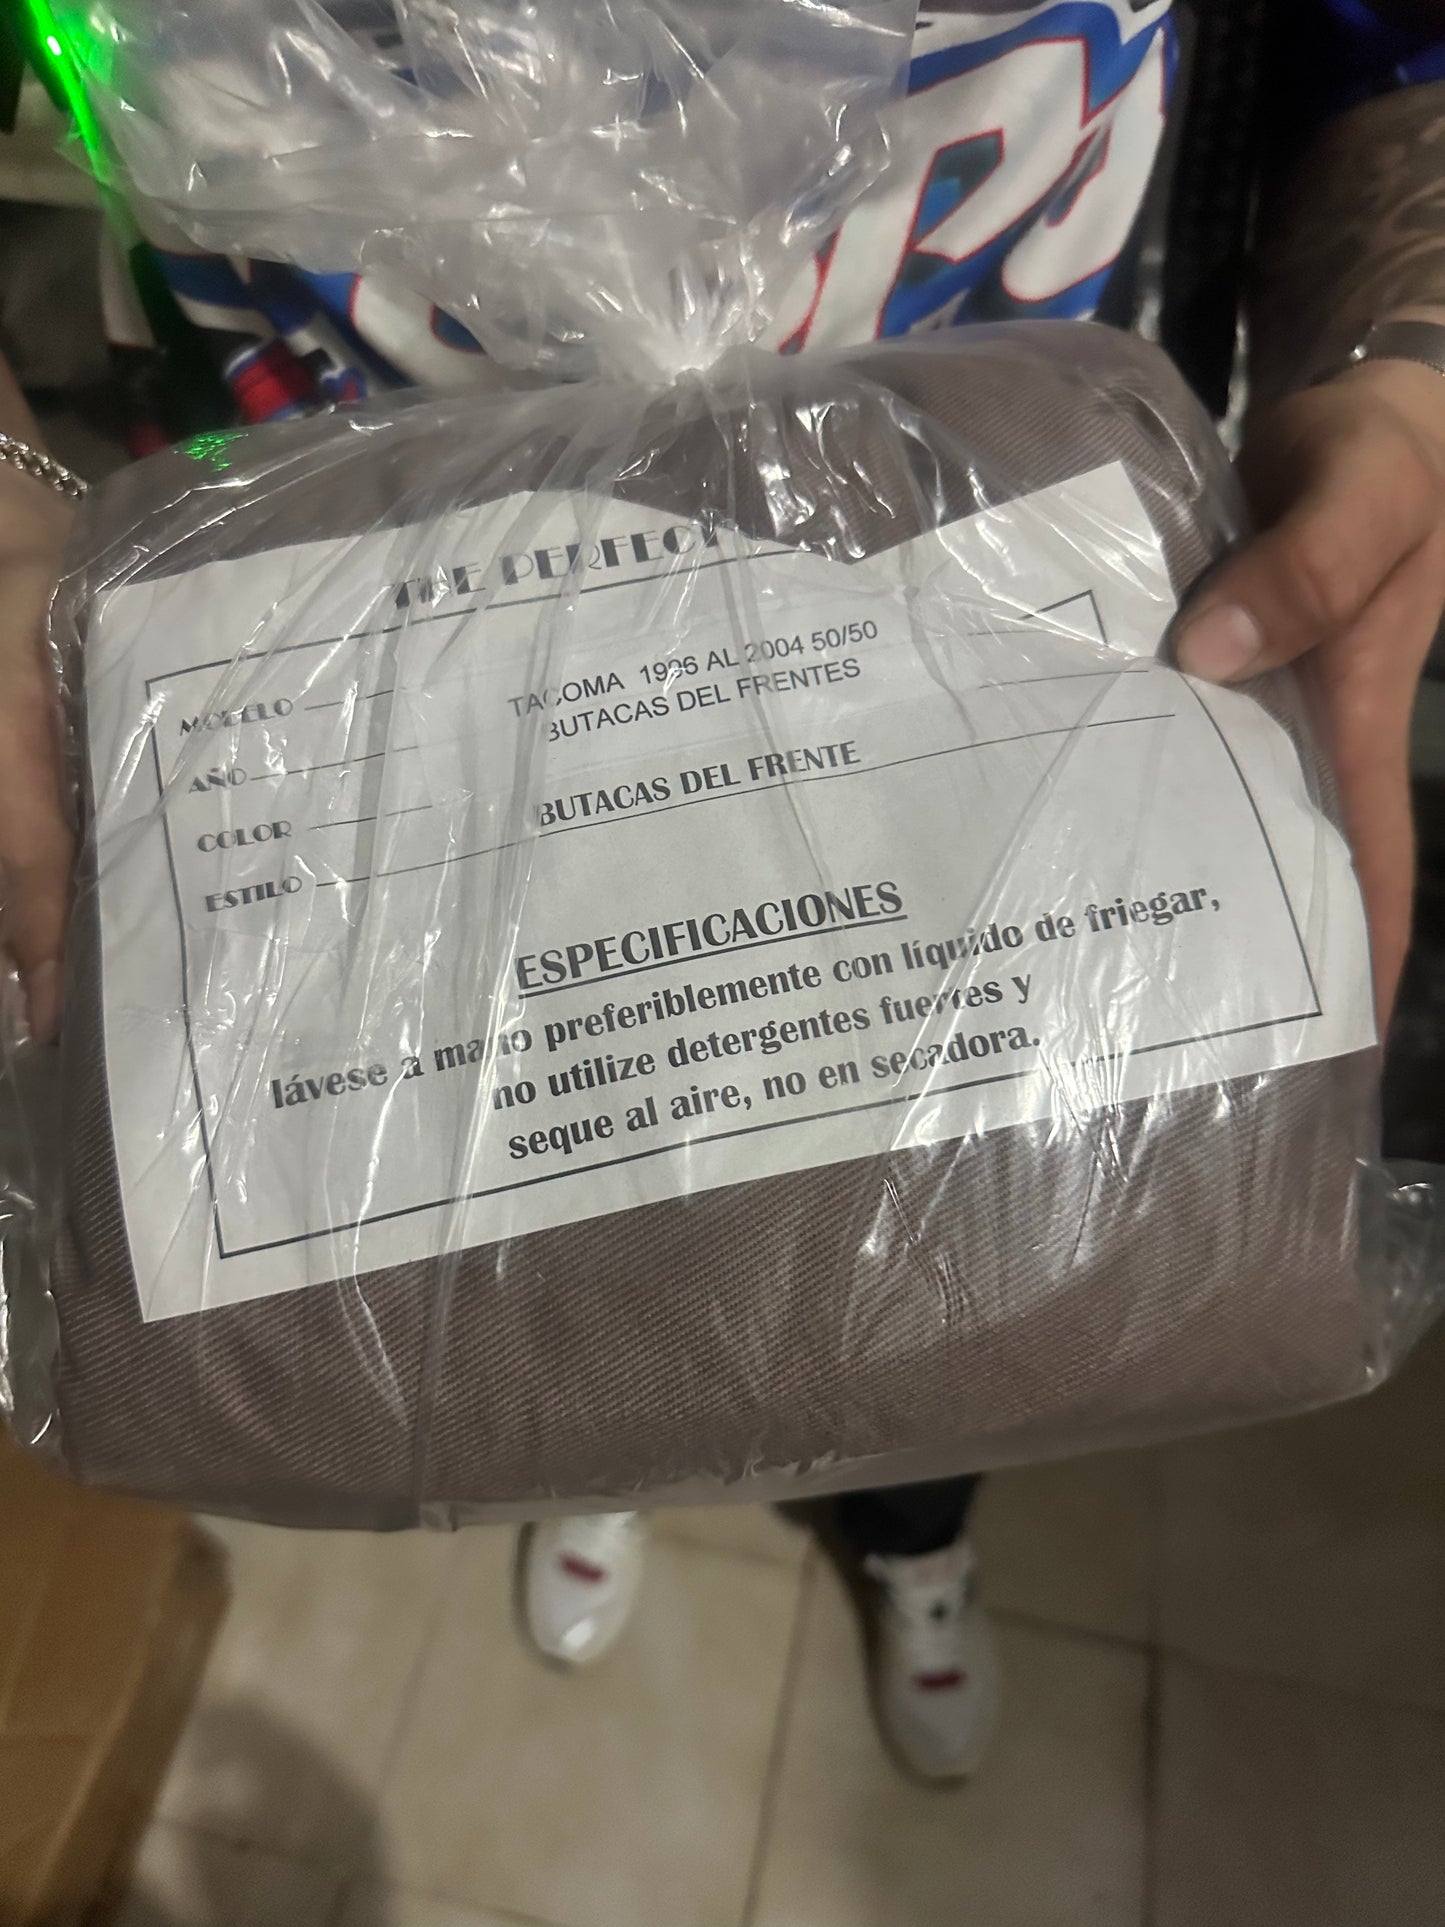 THE PERFECT
MODELO
TACOMA 1996 AL 2004 50/50
BUTACAS DEL FRENTES
AÑO
COLOR
ESTILO
BUTACAS DEL FRENTE
ESPECIFICACIONES
lávese a mano preferiblemente con líquido de friegar,
no utilize detergentes fuertes y
seque al aire, no en secadora.